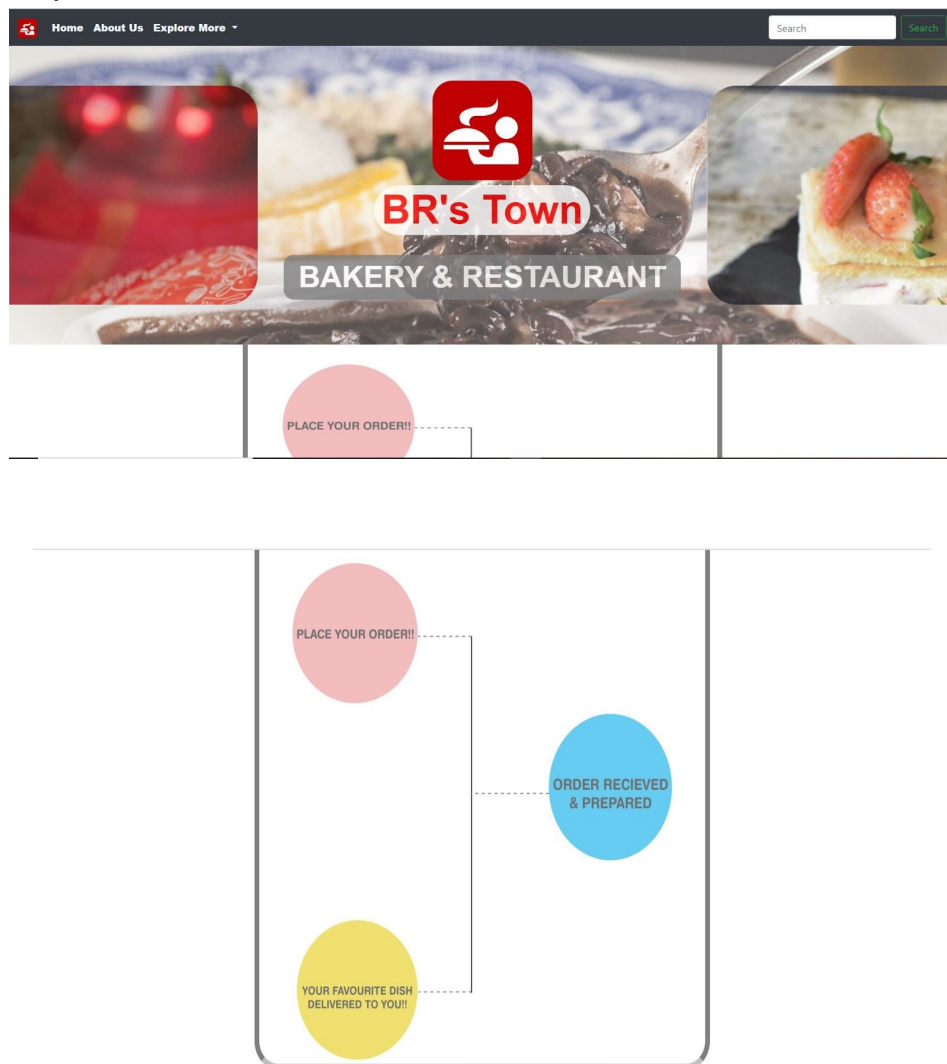 Home About Us Explore More
Search Search
BR's Town
BAKERY & RESTAURANT
PLACE YOUR ORDER!!
PLACE YOUR ORDER!!
ORDER RECIEVED
& PREPARED
YOUR FAVOURITE DISH
DELIVERED TO YOU!!